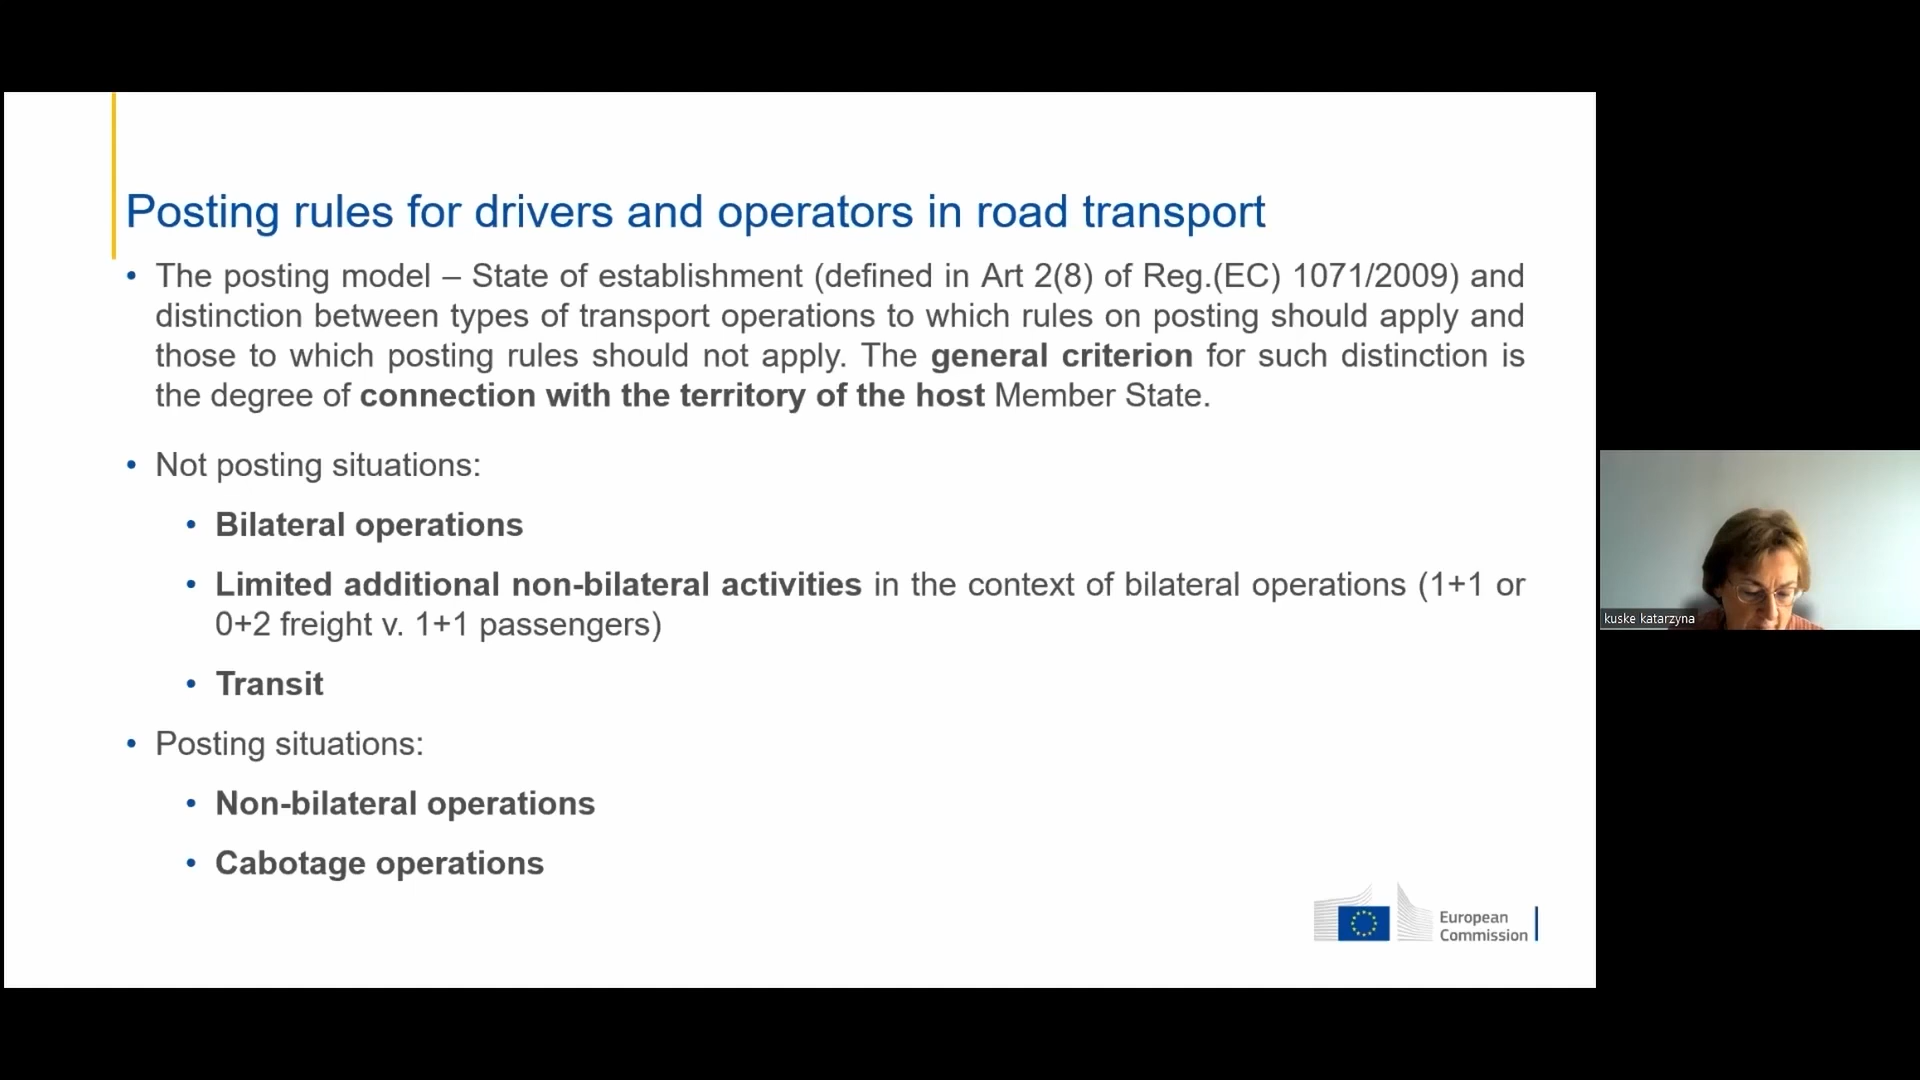 Posting rules for drivers and operators in road transport
• The posting model – State of establishment (defined in Art 2(8) of Reg.(EC) 1071/2009) and
distinction between types of transport operations to which rules on posting should apply and
those to which posting rules should not apply. The general criterion for such distinction is
the degree of connection with the territory of the host Member State.
• Not posting situations:
• Bilateral operations
• Limited additional non-bilateral activities in the context of bilateral operations (1+1 or
0+2 freight v. 1+1 passengers)
• Transit
• Posting situations:
• Non-bilateral operations
• Cabotage operations
European
Commission
kuske katarzyna